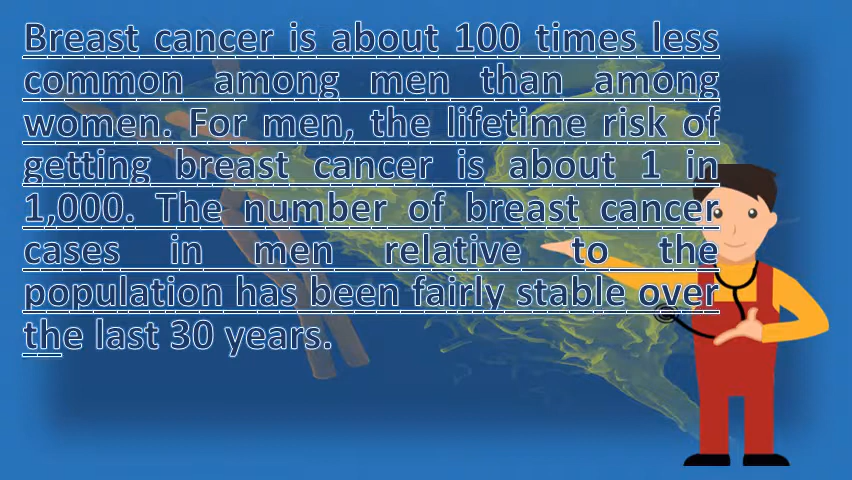 Breast cancer is about 100 times less
common among men than among
women. For men, the lifetime risk of
getting breast cancer is about 1 in
1,000. The number of breast cancer
cases in men relative to the
population has been fairly stable over
the last 30 years.